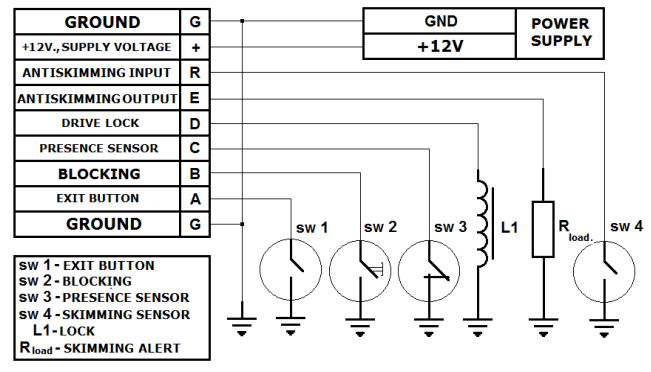 GROUND G
+12V., SUPPLY VOLTAGE +
ANTISKIMMING INPUT R
ANTISKIMMING OUTPUT E
DRIVE LOCK D
PRESENCE SENSOR C
BLOCKING B
EXIT BUTTON A
GROUND G
GND
+12V
POWER
SUPPLY
sw 1
sw 2
sw 3
L1
R load.
sw 4
sw 1 - EXIT BUTTON
sw 2 - BLOCKING
sw 3 - PRESENCE SENSOR
sw 4 - SKIMMING SENSOR
L1 - LOCK
Rload - SKIMMING ALERT